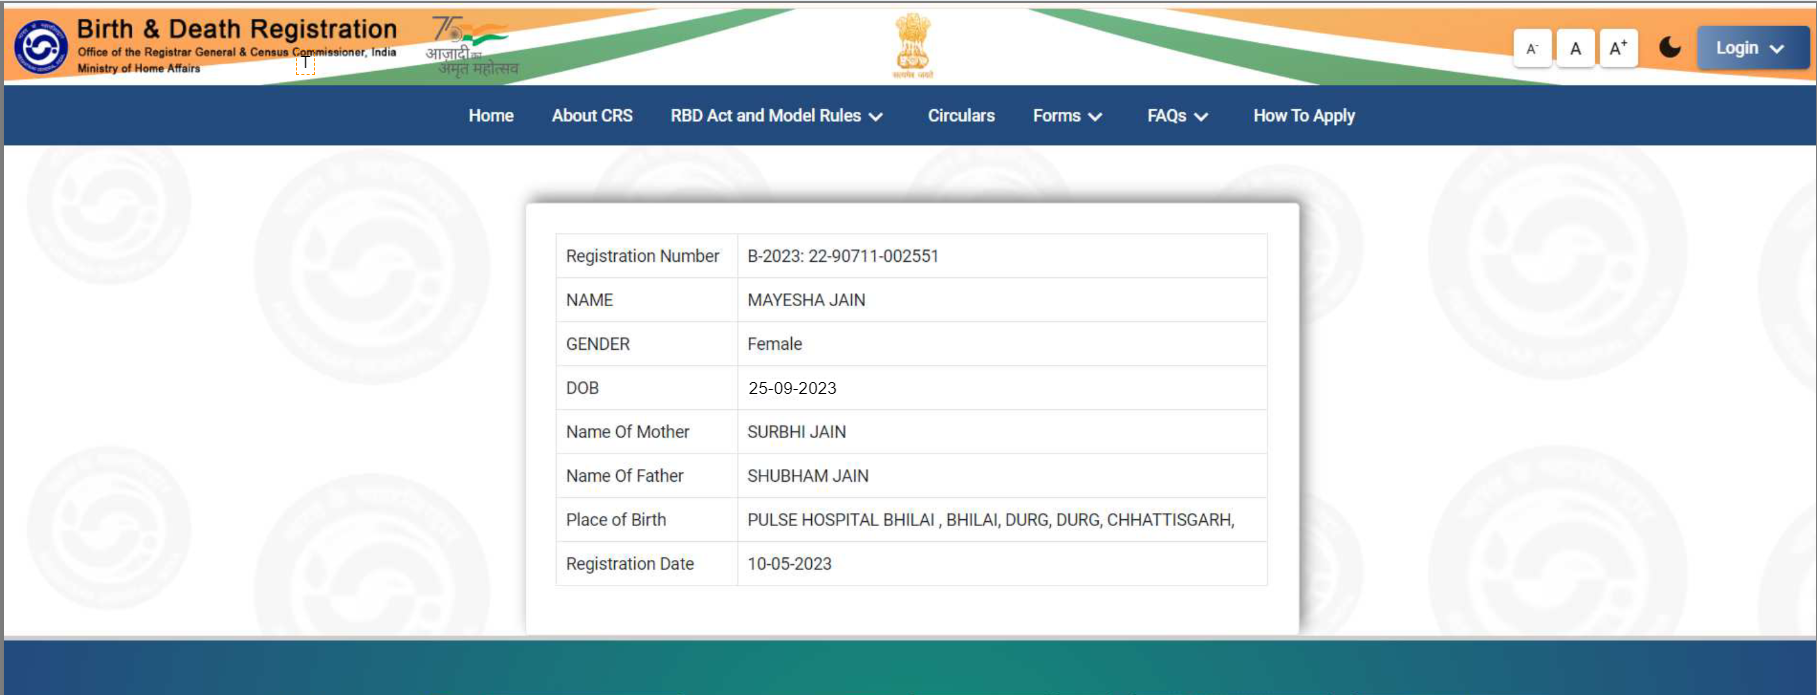 Birth & Death Registration
Office of the Registrar General & Census Commissioner, India
Ministry of Home Affairs
T
75
आज़ादी का
अमृत महोत्सव
सत्यमेव जयते
A-
A
A+
Login
Home
About CRS
RBD Act and Model Rules
Circulars
Forms
FAQs
How To Apply
Registration Number B-2023: 22-90711-002551
NAME MAYESHA JAIN
GENDER Female
DOB 25-09-2023
Name Of Mother SURBHI JAIN
Name Of Father SHUBHAM JAIN
Place of Birth PULSE HOSPITAL BHILAI , BHILAI, DURG, DURG, CHHATTISGARH,
Registration Date 10-05-2023